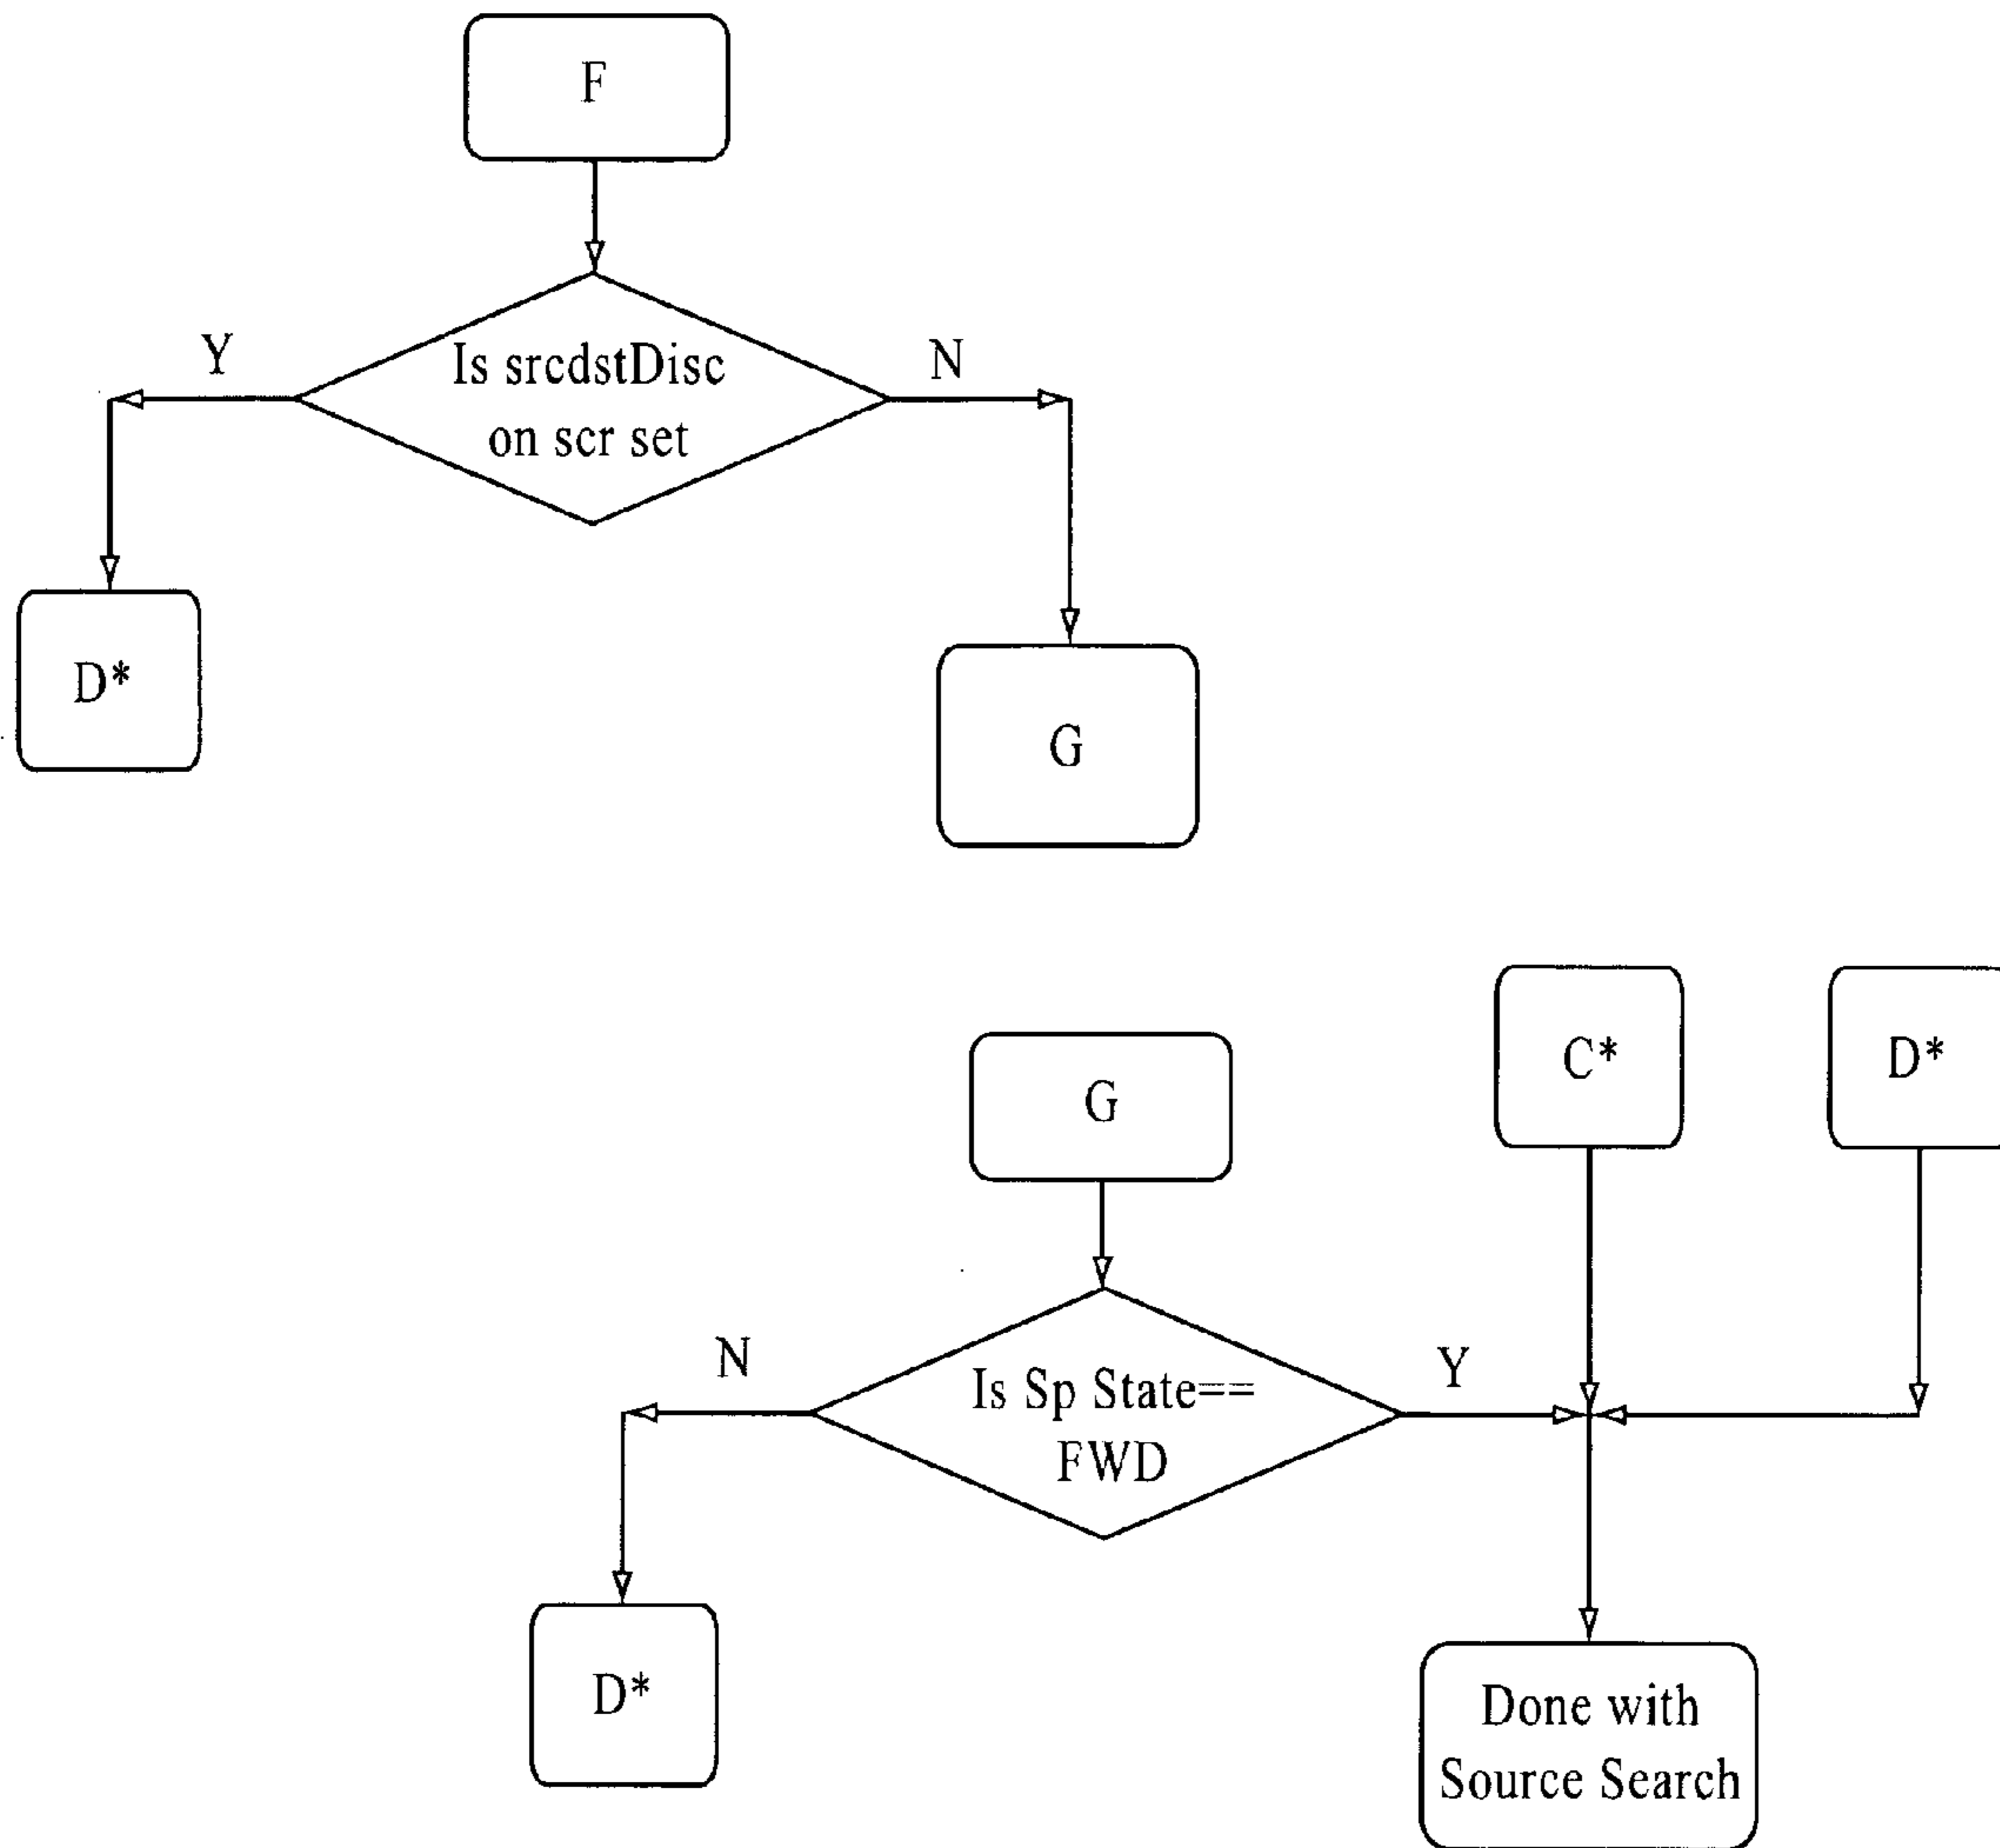 F
Y
Is srcdstDisc
on scr set
N
D*
G
G
C*
D*
N
Is Sp State==
FWD
Y
D*
Done with
Source Search